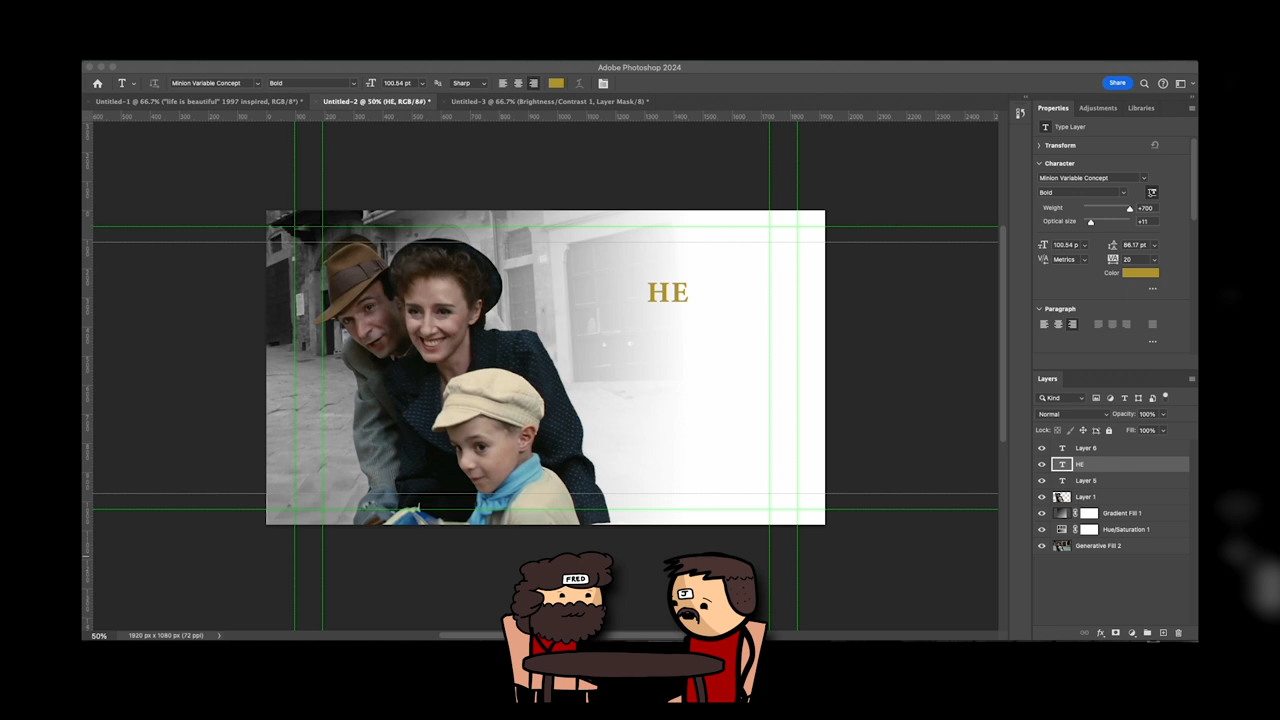 Adobe Photoshop 2024
Minion Variable Concept Bold 100.54 pt Sharp Share
Untitled-1 @ 66.7% ("life is beautiful" 1997 inspired, RGB/8*) * Untitled-2 @ 50% (HE, RGB/8#) * Untitled-3 @ 66.7% (Brightness/Contrast 1, Layer Mask/8) *
Properties Adjustments Libraries
T Type Layer
Transform
Character
Minion Variable Concept
Bold
Weight +700
Optical size +11
100.54 p 86.17 pt
Metrics 20
Color
Paragraph
HE
Layers
Kind
Normal Opacity: 100%
Lock: Fill: 100%
T Layer 6
T HE
T Layer 5
Layer 1
Gradient Fill 1
Hue/Saturation 1
Generative Fill 2
50% 1920 px x 1080 px (72 ppi)
FRED
J